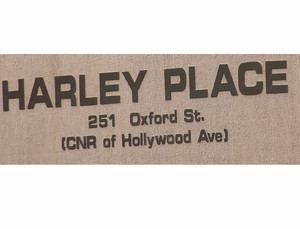 HARLEY PLACE
251 Oxford St.
(CNR of Hollywood Ave)